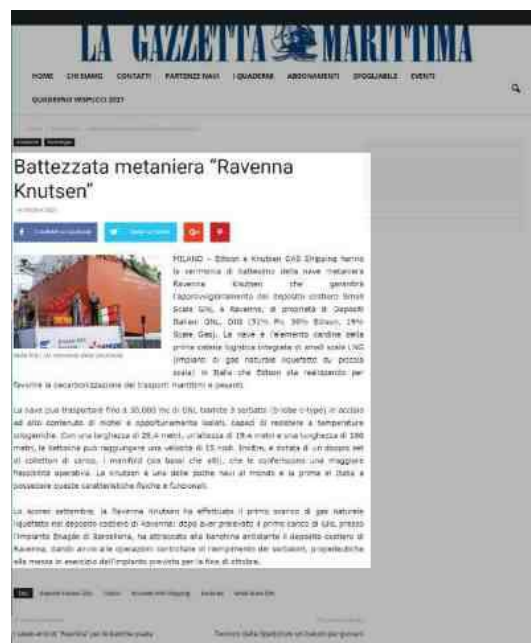 LA GAZZETTA MARITTIMA
HOME CHI SIAMO CONTATTI PARTENZE NAVI I QUADERNI ABBONAMENTI SFOGLIABILE EVENTI
QUADERNO VESPUCCI 2021
Battezzata metaniera “Ravenna
Knutsen”
MILANO – Edison e Knutsen OAS Shipping hanno
la cerimonia di battesimo della nave metaniera
Ravenna Knutsen che garantirà
l’approvvigionamento del deposito costiero Small
Scale GNL a Ravenna, di proprietà di Depositi
Italiani GNL, DIG (51% Pir, 30% Edison, 19%
Scale Gas). La nave è l’elemento cardine della
prima catena logistica integrata di small scale LNG
(impianto di gas naturale liquefatto su piccola
scala) in Italia che Edison sta realizzando per
favorire la decarbonizzazione dei trasporti marittimi e pesanti.
La nave può trasportare fino a 30.000 mc di GNL tramite 3 serbatoi in acciaio
ad alto contenuto di nichel e opportunamente isolati, capaci di resistere a temperature
criogeniche. Con una larghezza di 28,4 metri, un’altezza di 19,4 metri e una lunghezza di 180
metri, la bettolina può raggiungere una velocità di 15 nodi. Inoltre, è dotata di un doppio set
di collettori di carico, i manifold (sia bassi che alti), che le conferiscono una maggiore
flessibilità operativa. La Knutsen è una delle poche navi al mondo e la prima in Italia a
possedere queste caratteristiche fisiche e funzionali.
Lo scorso settembre, la Ravenna Knutsen ha effettuato il primo scarico di gas naturale
liquefatto nel deposito costiero di Ravenna: dopo aver prelevato il primo carico di GNL presso
l’impianto Enagás di Barcellona, ha attraccato alla banchina antistante il deposito costiero di
Ravenna, dando avvio alle operazioni controllate di riempimento dei serbatoi, propedeutiche
alla messa in esercizio dell’impianto prevista per la fine di ottobre.